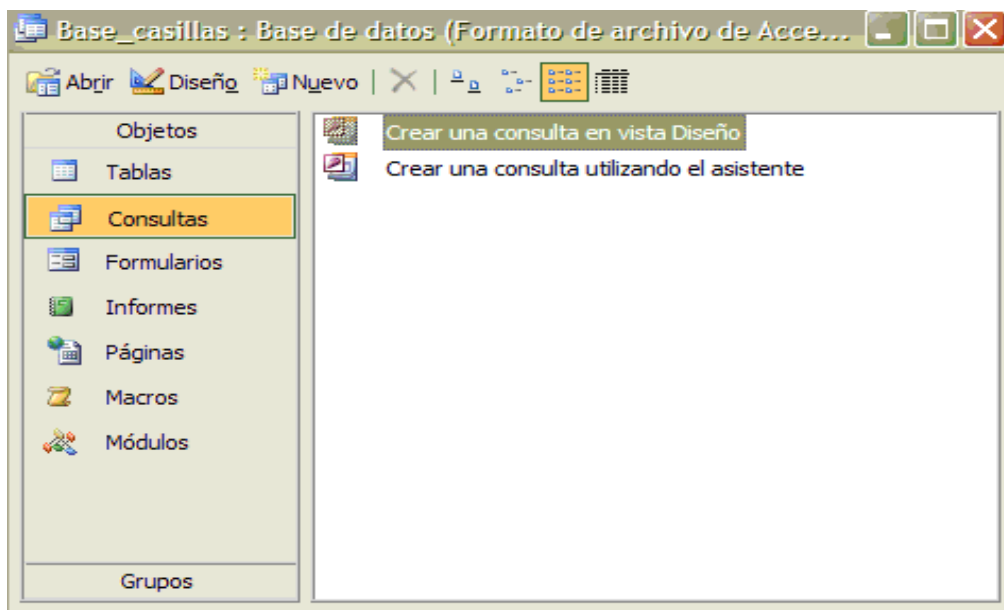 Base_casillas : Base de datos (Formato de archivo de Acce...
Abrir Diseño Nuevo
Objetos
Tablas
Consultas
Formularios
Informes
Páginas
Macros
Módulos
Grupos
Crear una consulta en vista Diseño
Crear una consulta utilizando el asistente